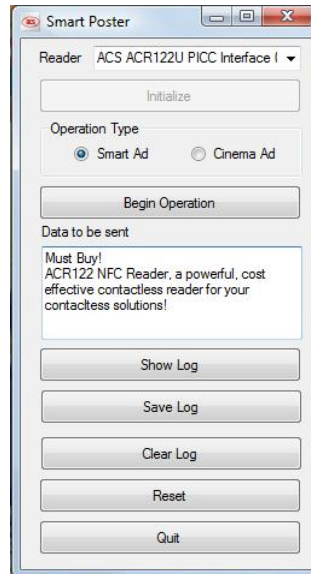 Smart Poster
Reader ACS ACR122U PICC Interface (
Initialize
Operation Type
Smart Ad Cinema Ad
Begin Operation
Data to be sent
Must Buy!
ACR122 NFC Reader, a powerful, cost
effective contactless reader for your
contacltess solutions!
Show Log
Save Log
Clear Log
Reset
Quit